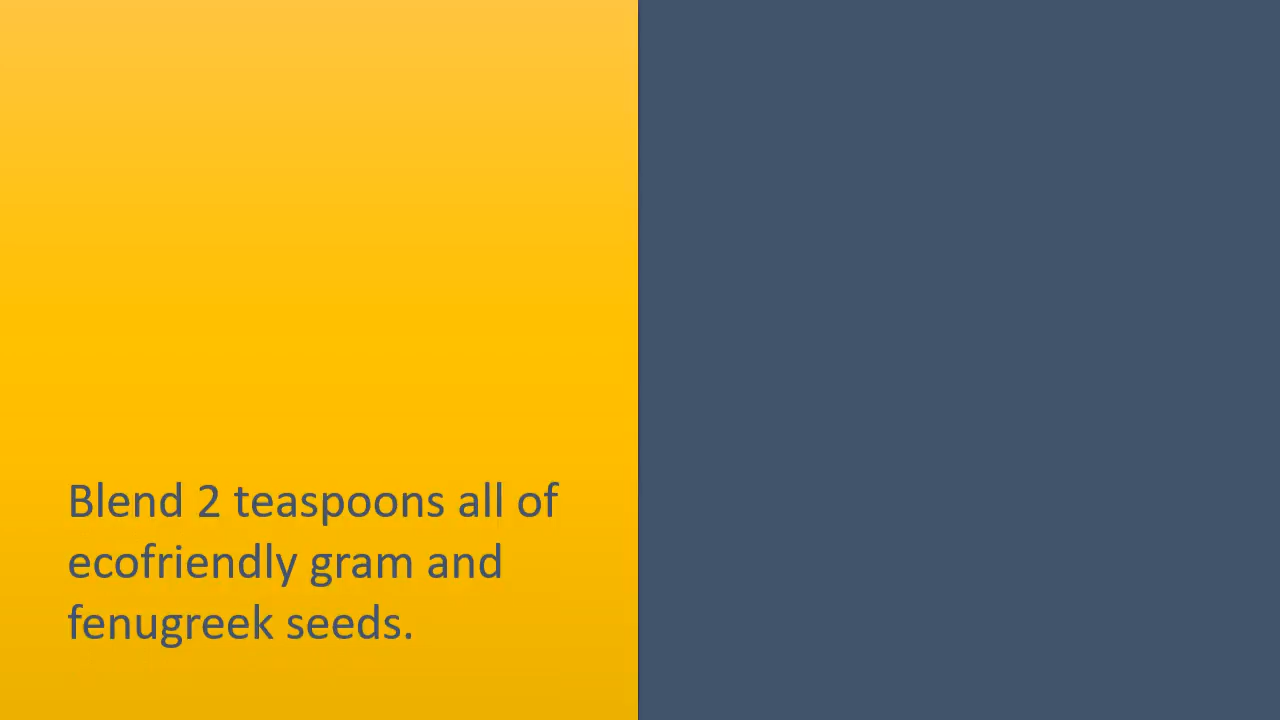 Blend 2 teaspoons all of
ecofriendly gram and
fenugreek seeds.